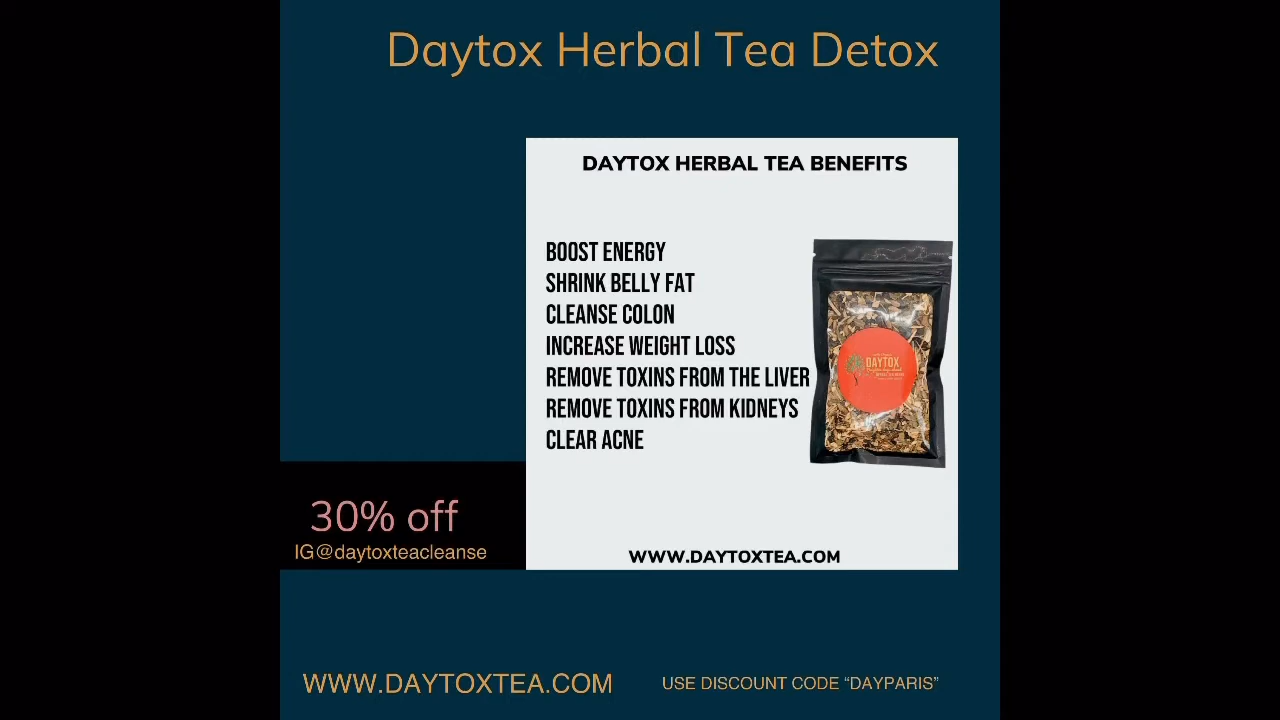 Daytox Herbal Tea Detox
DAYTOX HERBAL TEA BENEFITS
BOOST ENERGY
SHRINK BELLY FAT
CLEANSE COLON
INCREASE WEIGHT LOSS
REMOVE TOXINS FROM THE LIVER
REMOVE TOXINS FROM KIDNEYS
CLEAR ACNE
DAYTOX
30% off
IG@daytoxteacleanse
WWW.DAYTOXTEA.COM
WWW.DAYTOXTEA.COM
USE DISCOUNT CODE “DAYPARIS”